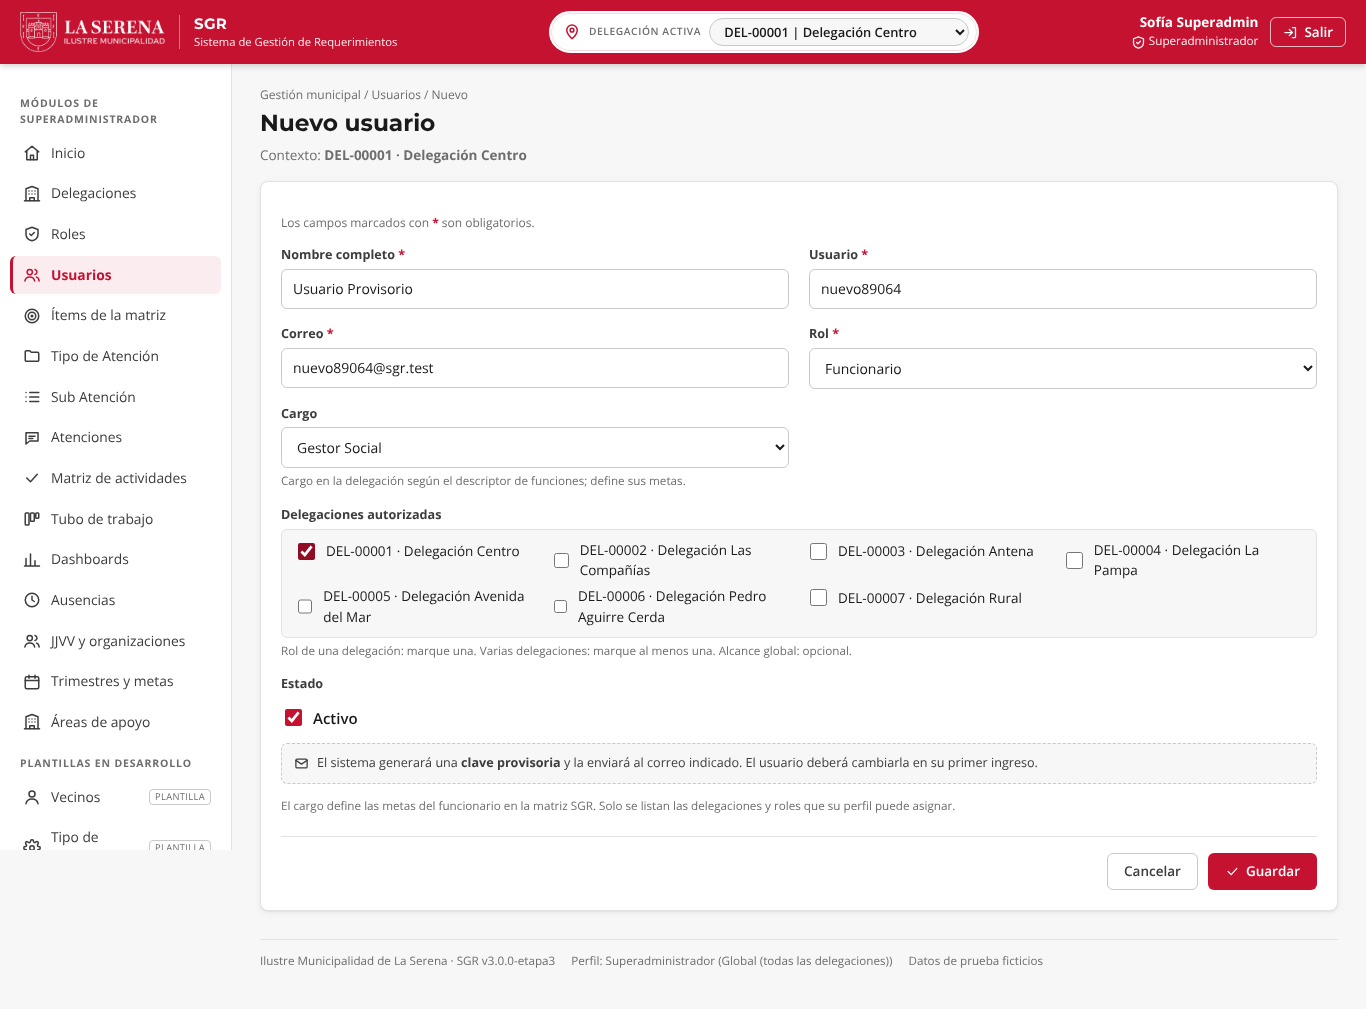 LA SERENA
ILUSTRE MUNICIPALIDAD
SGR
Sistema de Gestión de Requerimientos
DELEGACIÓN ACTIVA
DEL-00001 | Delegación Centro
Sofía Superadmin
Superadministrador
Salir
MÓDULOS DE
SUPERADMINISTRADOR
Inicio
Delegaciones
Roles
Usuarios
Ítems de la matriz
Tipo de Atención
Sub Atención
Atenciones
Matriz de actividades
Tubo de trabajo
Dashboards
Ausencias
JJVV y organizaciones
Trimestres y metas
Áreas de apoyo
PLANTILLAS EN DESARROLLO
Vecinos PLANTILLA
Tipo de PLANTILLA
Gestión municipal / Usuarios / Nuevo
Nuevo usuario
Contexto: DEL-00001 · Delegación Centro
Los campos marcados con * son obligatorios.
Nombre completo *
Usuario Provisorio
Usuario *
nuevo89064
Correo *
nuevo89064@sgr.test
Rol *
Funcionario
Cargo
Gestor Social
Cargo en la delegación según el descriptor de funciones; define sus metas.
Delegaciones autorizadas
DEL-00001 · Delegación Centro
DEL-00002 · Delegación Las
Compañías
DEL-00003 · Delegación Antena
DEL-00004 · Delegación La
Pampa
DEL-00005 · Delegación Avenida
del Mar
DEL-00006 · Delegación Pedro
Aguirre Cerda
DEL-00007 · Delegación Rural
Rol de una delegación: marque una. Varias delegaciones: marque al menos una. Alcance global: opcional.
Estado
Activo
El sistema generará una clave provisoria y la enviará al correo indicado. El usuario deberá cambiarla en su primer ingreso.
El cargo define las metas del funcionario en la matriz SGR. Solo se listan las delegaciones y roles que su perfil puede asignar.
Cancelar
Guardar
Ilustre Municipalidad de La Serena · SGR v3.0.0-etapa3 Perfil: Superadministrador (Global (todas las delegaciones)) Datos de prueba ficticios